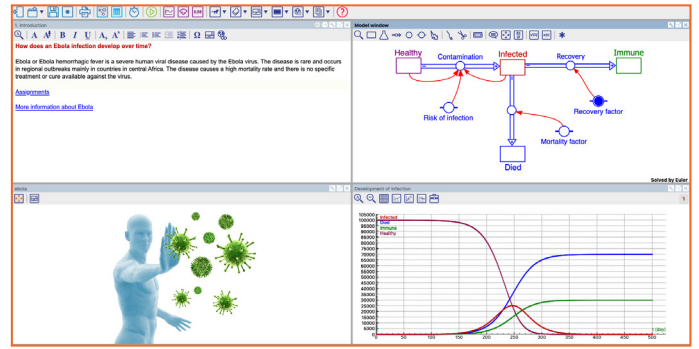 1. Introduction
How does an Ebola infection develop over time?
Ebola or Ebola hemorrhagic fever is a severe human viral disease caused by the Ebola virus. The disease is rare and occurs
in regional outbreaks mainly in countries in central Africa. The disease causes a high mortality rate and there is no specific
treatment or cure available against the virus.
Assignments
More information about Ebola
Model window
Healthy
Contamination
Infected
Recovery
Immune
Risk of infection
Recovery factor
Mortality factor
Died
Solved by Euler
ebola
Development of infection
1
105000
Infected
100000
Died
95000
Immune
90000
Healthy
85000
80000
75000
70000
65000
60000
55000
50000
45000
40000
35000
30000
25000
20000
15000
10000
5000
0
0 50 100 150 200 250 300 350 400 450 500
t (day)